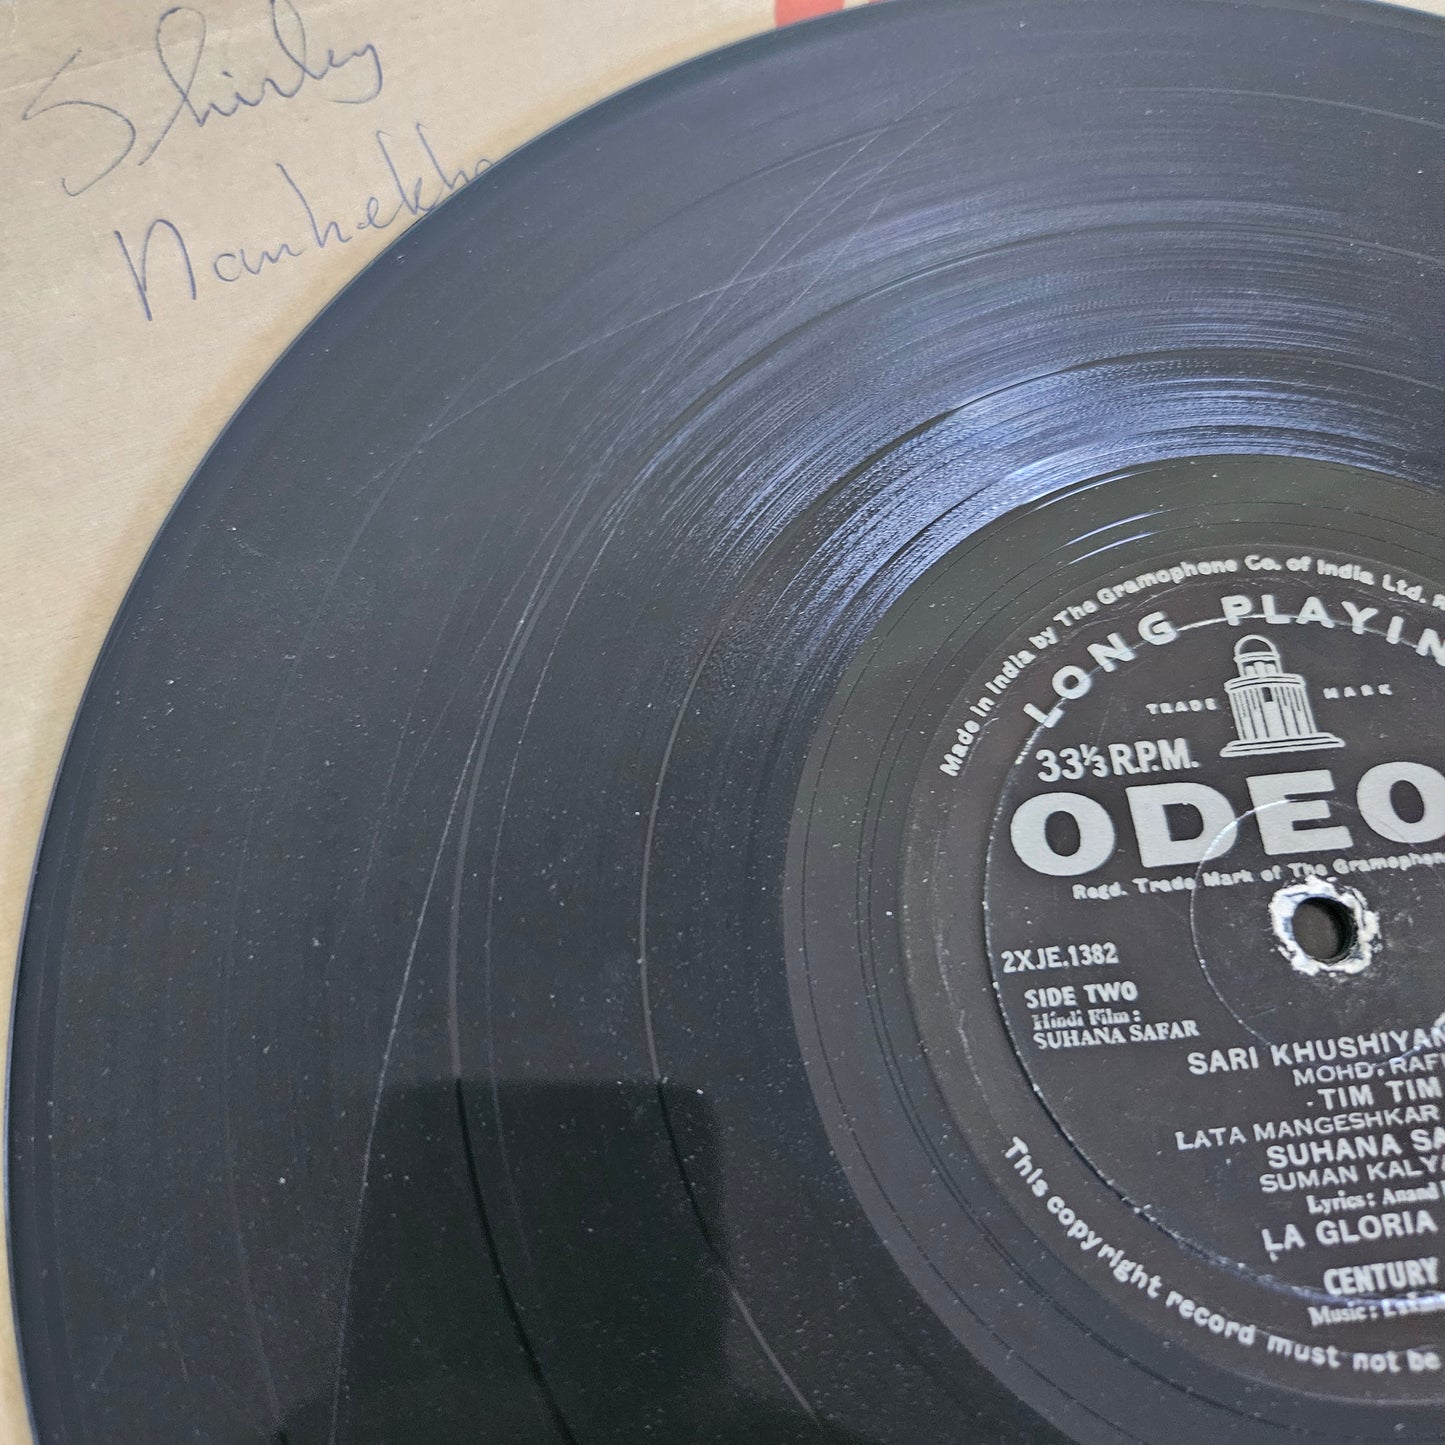 Shirley
Made in India by The Gramophone Co. of India Ltd.
LONG PLAYIN
TRADE MARK
33⅓ R.P.M.
ODEO
Regd. Trade Mark of The Gramophone
2XJE.1382
SIDE TWO
Hindi Film :
SUHANA SAFAR
SARI KHUSHIYAN
MOHD. RAF
TIM TIM
LATA MANGESHKAR
SUHANA SA
SUMAN KALYA
Lyrics : Anand
LA GLORIA
CENTURY
Music :
This copyright record must not be